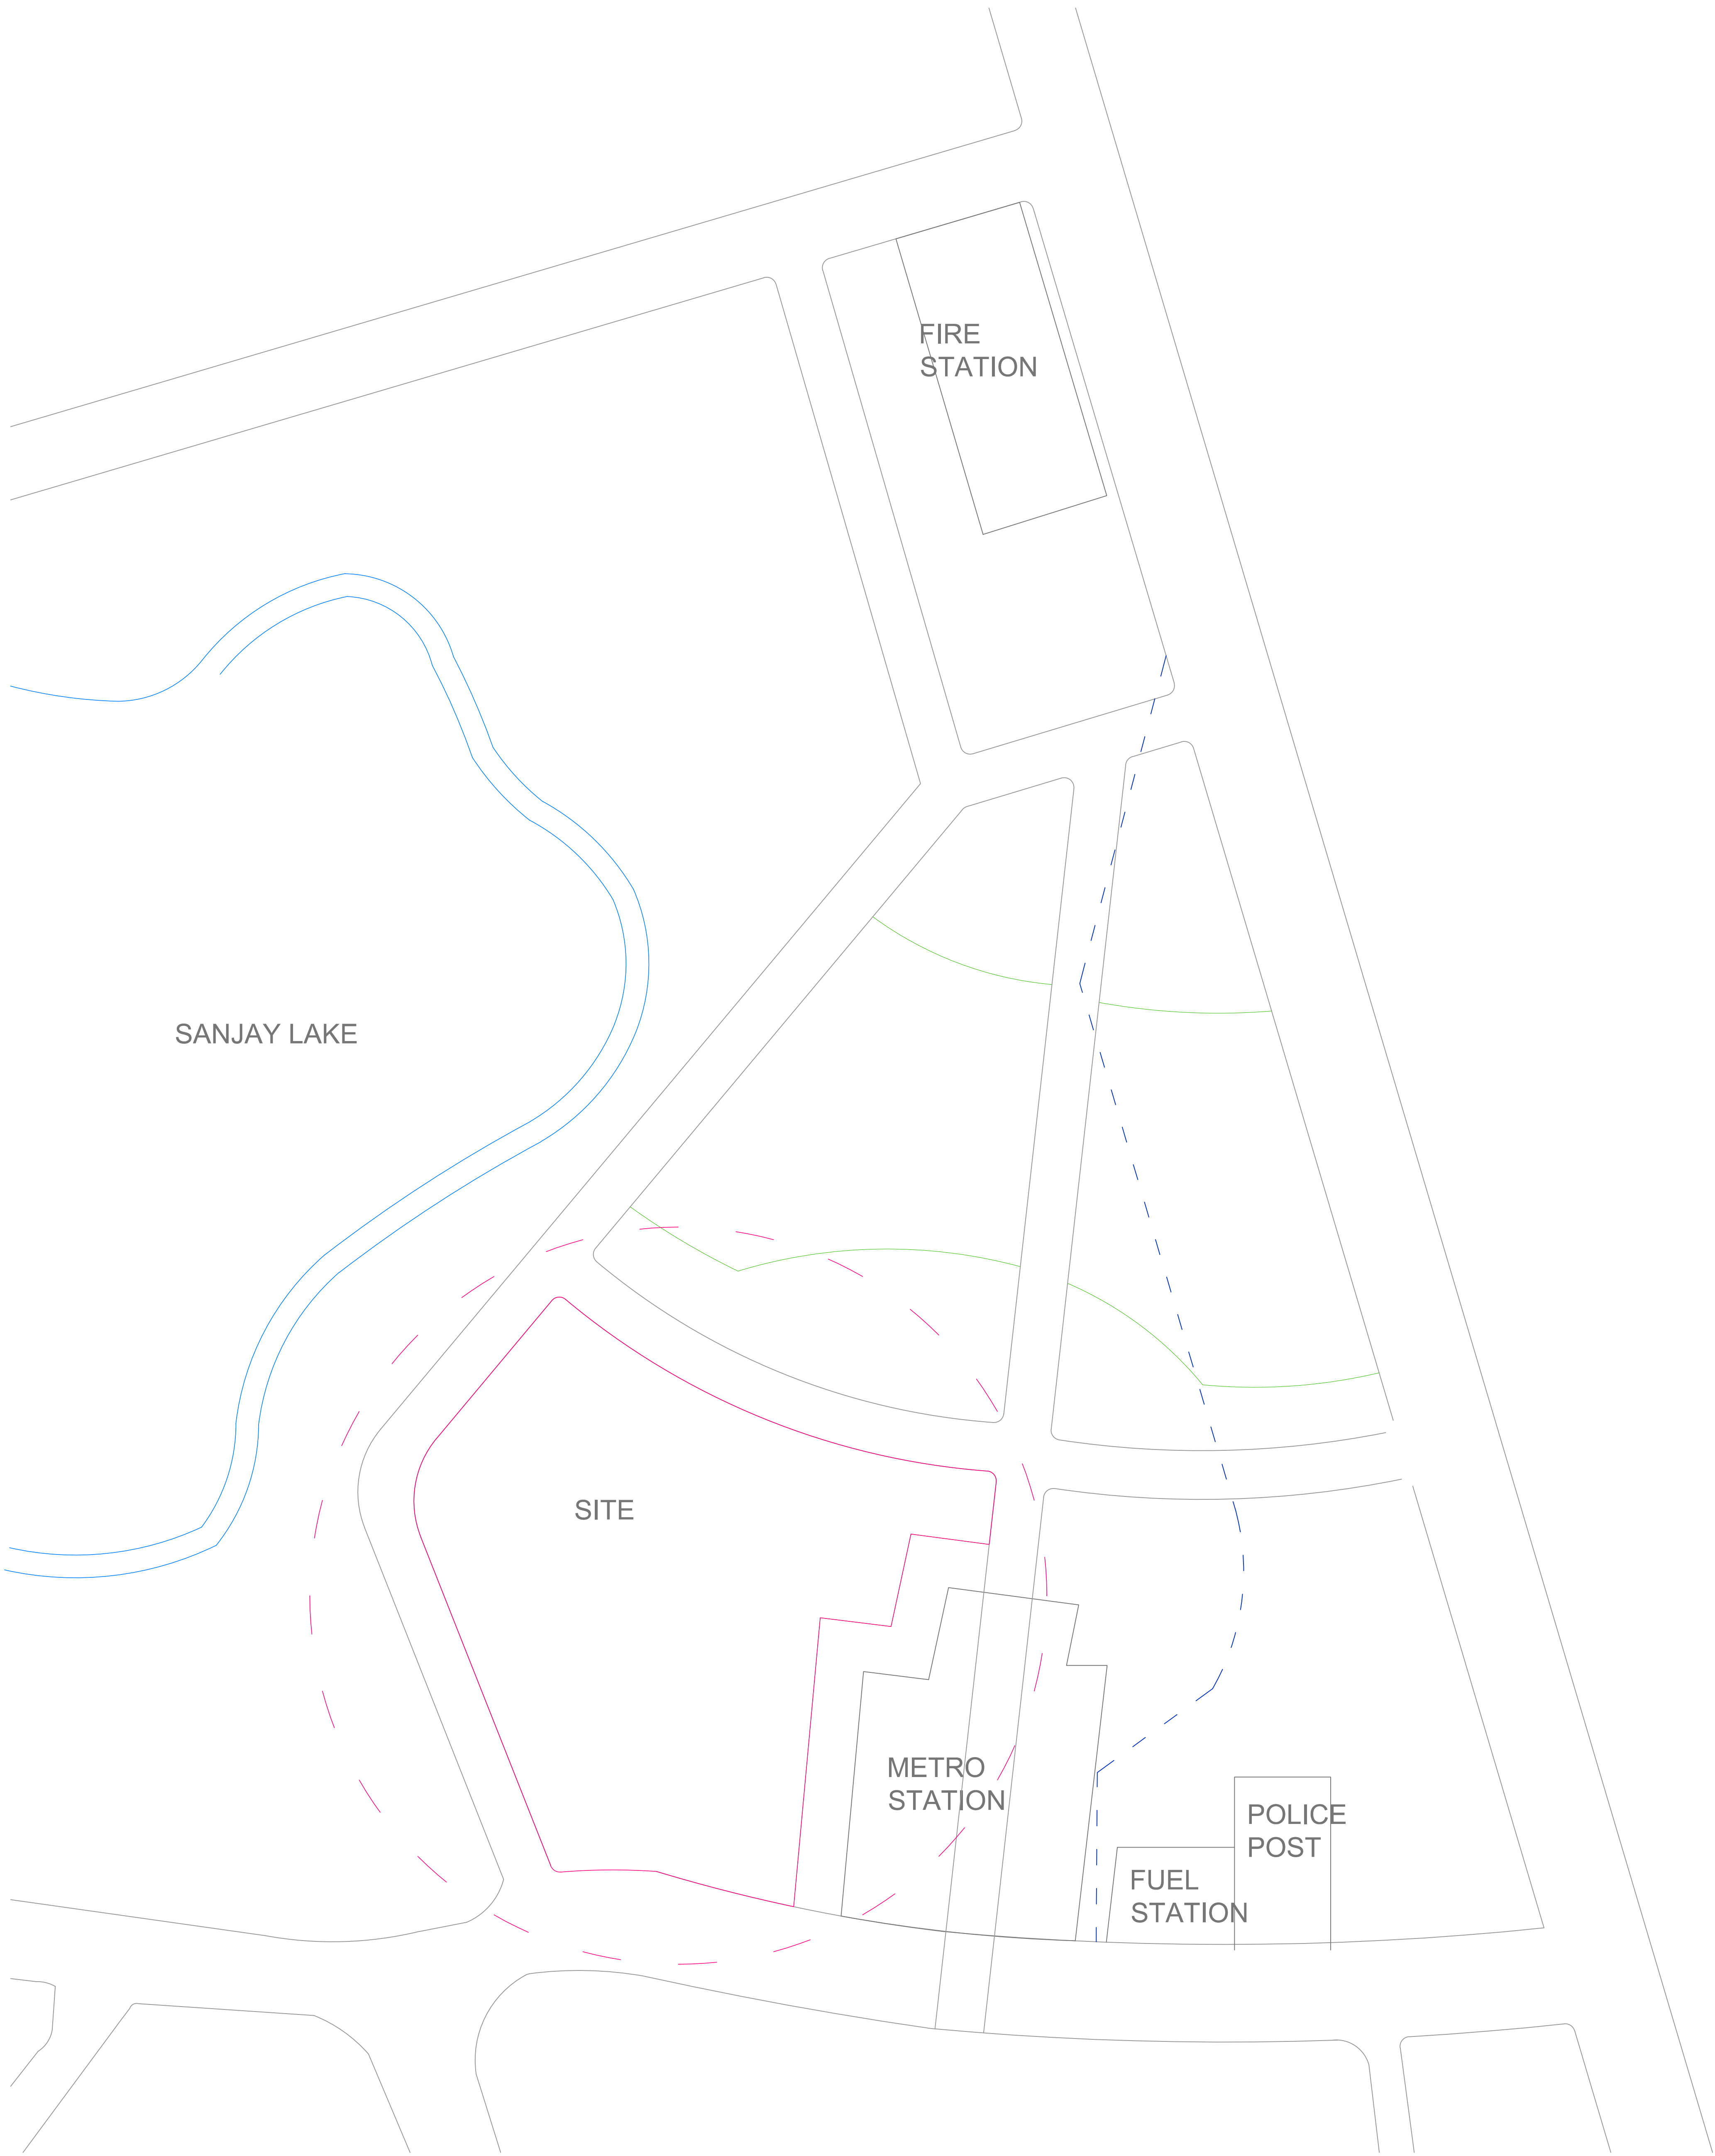 FIRE
STATION
SANJAY LAKE
SITE
METRO
STATION
POLICE
POST
FUEL
STATION